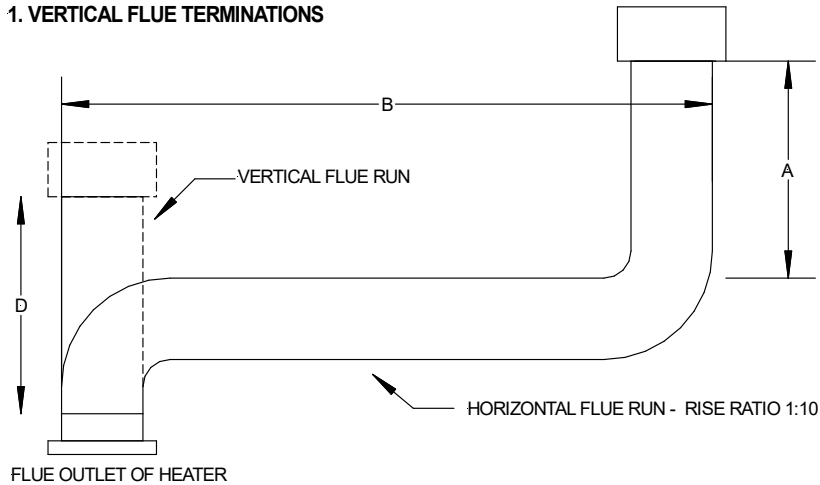 1. VERTICAL FLUE TERMINATIONS
B
VERTICAL FLUE RUN
A
D
HORIZONTAL FLUE RUN - RISE RATIO 1:10
FLUE OUTLET OF HEATER